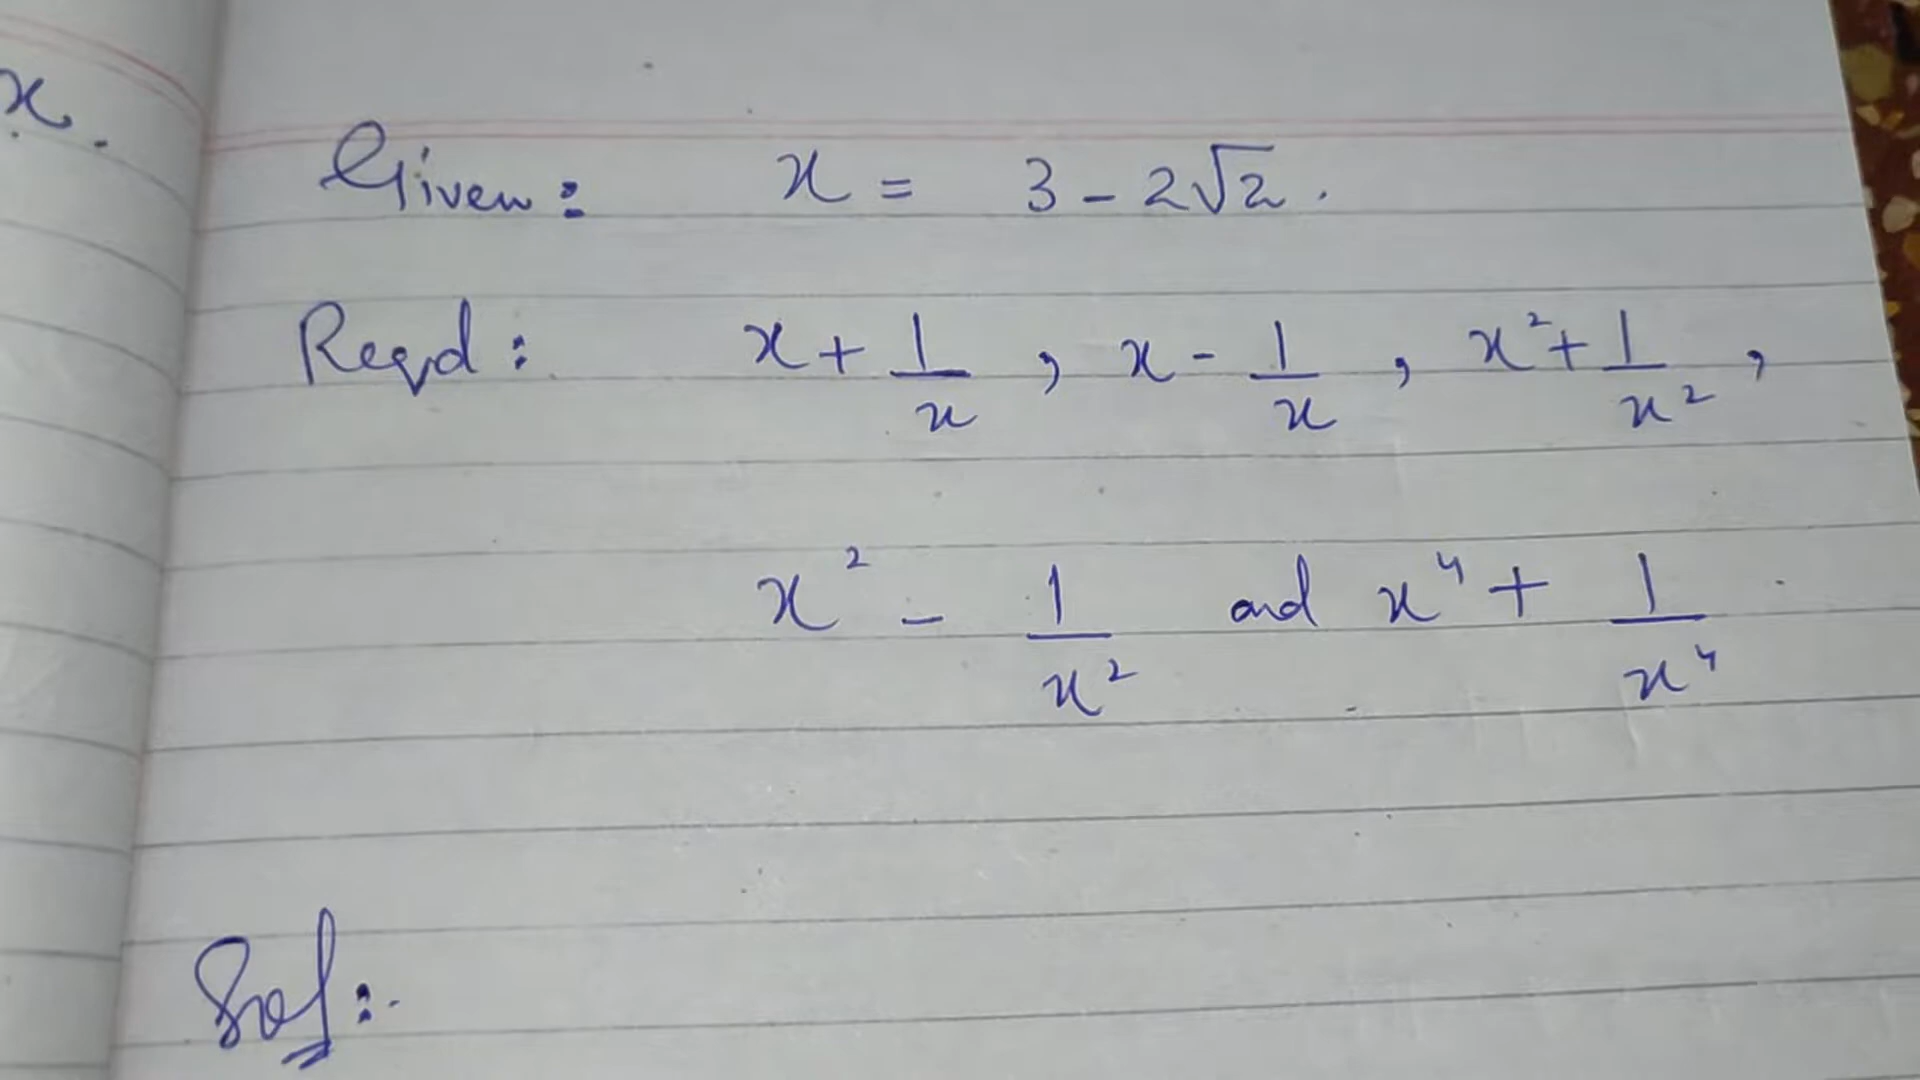 x.
Given: x = 3 - 2√2.
Reqd: x + 1/x , x - 1/x , x² + 1/x² ,
x² - 1/x² and x⁴ + 1/x⁴
Sol:-